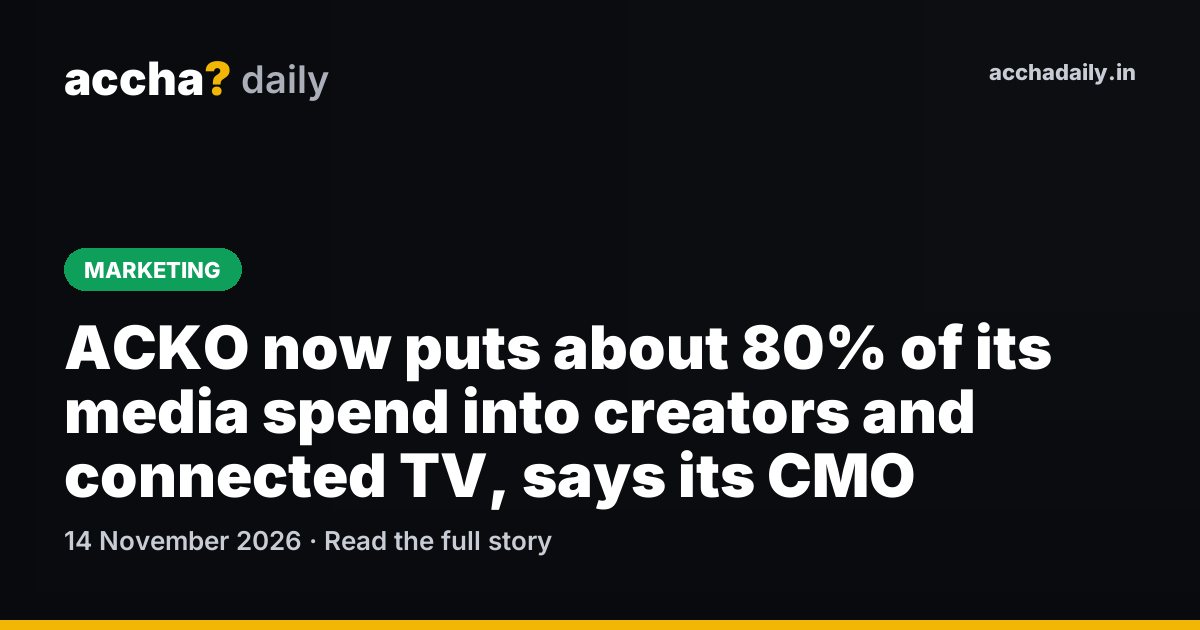 accha? daily
acchadaily.in
MARKETING
ACKO now puts about 80% of its
media spend into creators and
connected TV, says its CMO
14 November 2026 · Read the full story